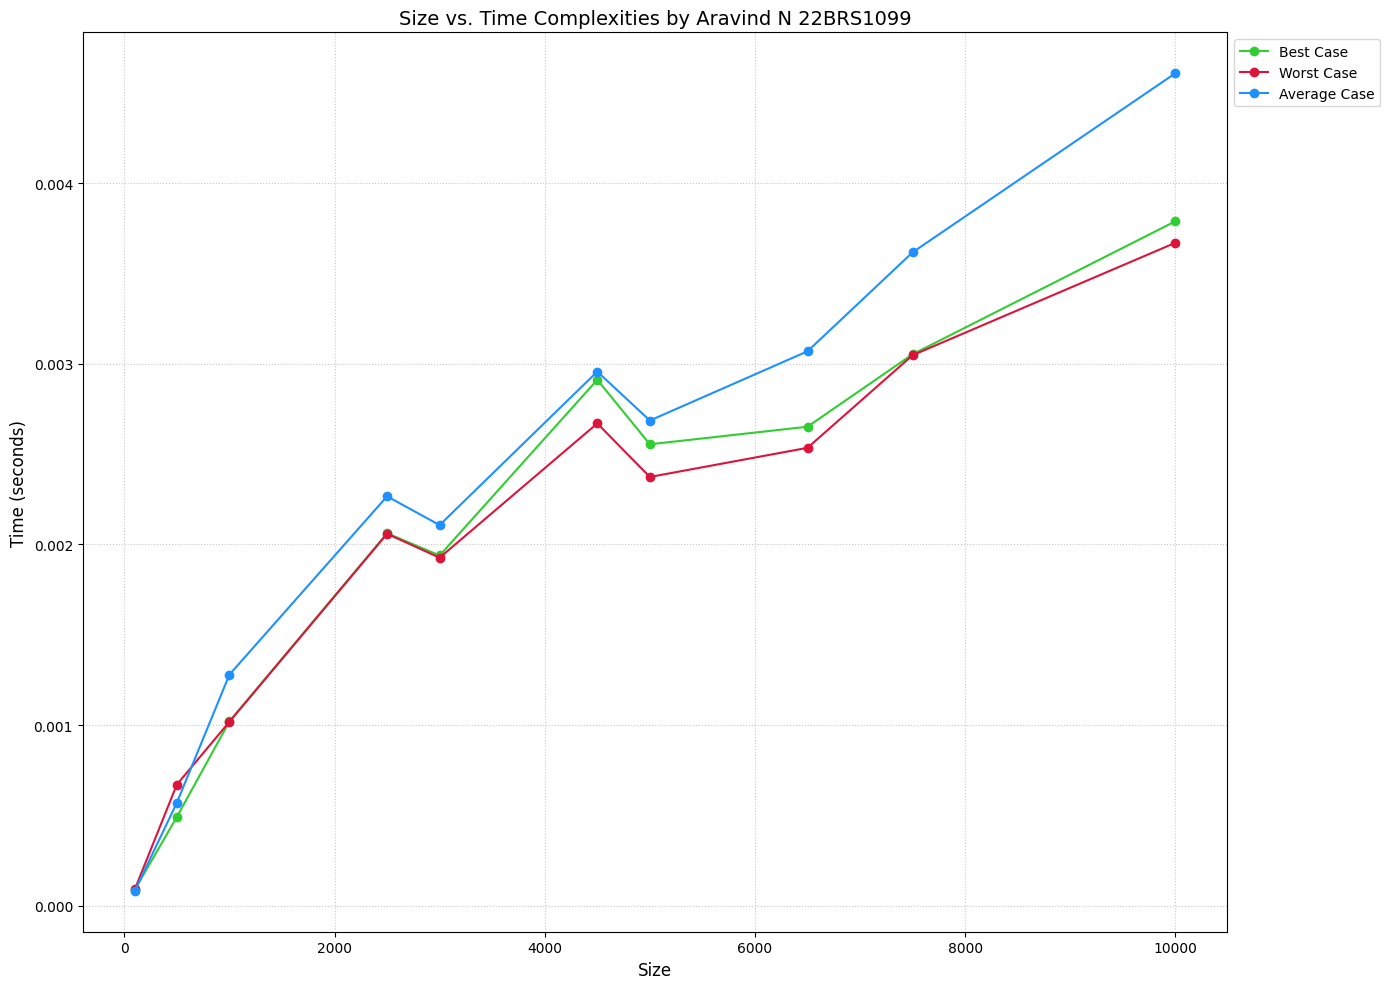 Size vs. Time Complexities by Aravind N 22BRS1099
Best Case
Worst Case
Average Case
Time (seconds)
0.004
0.003
0.002
0.001
0.000
0 2000 4000 6000 8000 10000
Size